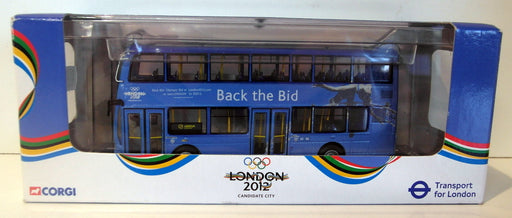 Back the Bid
LONDON
2012
CANDIDATE CITY
CORGI
Transport
for London